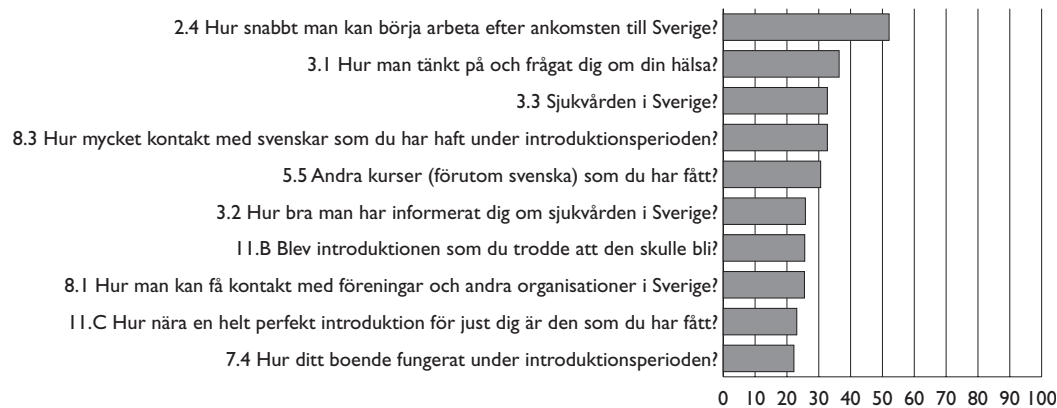 2.4 Hur snabbt man kan börja arbeta efter ankomsten till Sverige?
3.1 Hur man tänkt på och frågat dig om din hälsa?
3.3 Sjukvården i Sverige?
8.3 Hur mycket kontakt med svenskar som du har haft under introduktionsperioden?
5.5 Andra kurser (förutom svenska) som du har fått?
3.2 Hur bra man har informerat dig om sjukvården i Sverige?
11.B Blev introduktionen som du trodde att den skulle bli?
8.1 Hur man kan få kontakt med föreningar och andra organisationer i Sverige?
11.C Hur nära en helt perfekt introduktion för just dig är den som du har fått?
7.4 Hur ditt boende fungerat under introduktionsperioden?
0 10 20 30 40 50 60 70 80 90 100